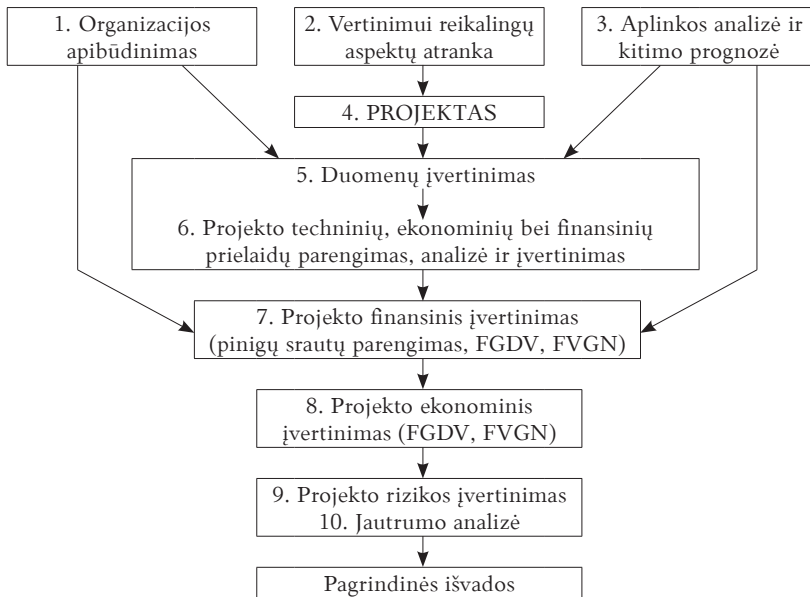 1. Organizacijos
apibūdinimas
2. Vertinimui reikalingų
aspektų atranka
3. Aplinkos analizė ir
kitimo prognozė
4. PROJEKTAS
5. Duomenų įvertinimas
6. Projekto techninių, ekonominių bei finansinių
prielaidų parengimas, analizė ir įvertinimas
7. Projekto finansinis įvertinimas
(pinigų srautų parengimas, FGDV, FVGN)
8. Projekto ekonominis
įvertinimas (FGDV, FVGN)
9. Projekto rizikos įvertinimas
10. Jautrumo analizė
Pagrindinės išvados